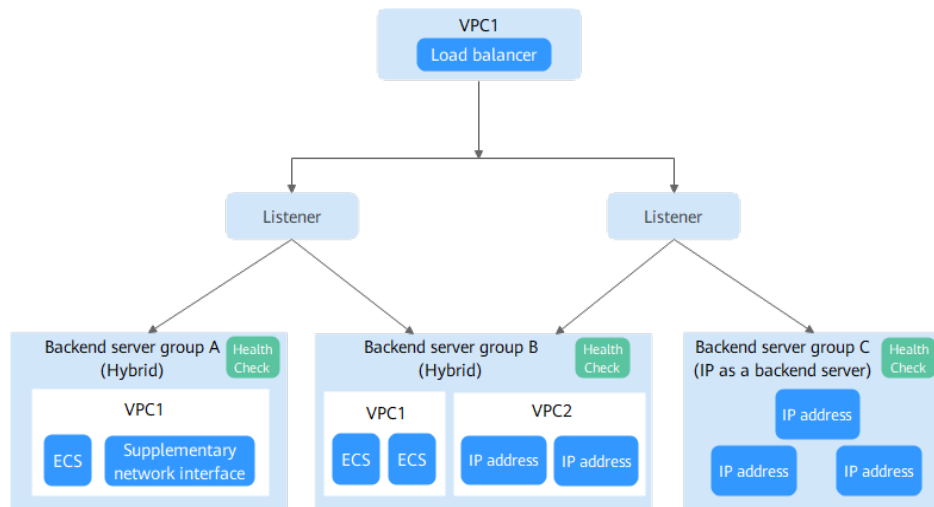 VPC1
Load balancer
Listener
Listener
Backend server group A
(Hybrid)
Health
Check
VPC1
ECS
Supplementary
network interface
Backend server group B
(Hybrid)
Health
Check
VPC1
ECS
ECS
VPC2
IP address
IP address
Backend server group C
(IP as a backend server)
Health
Check
IP address
IP address
IP address